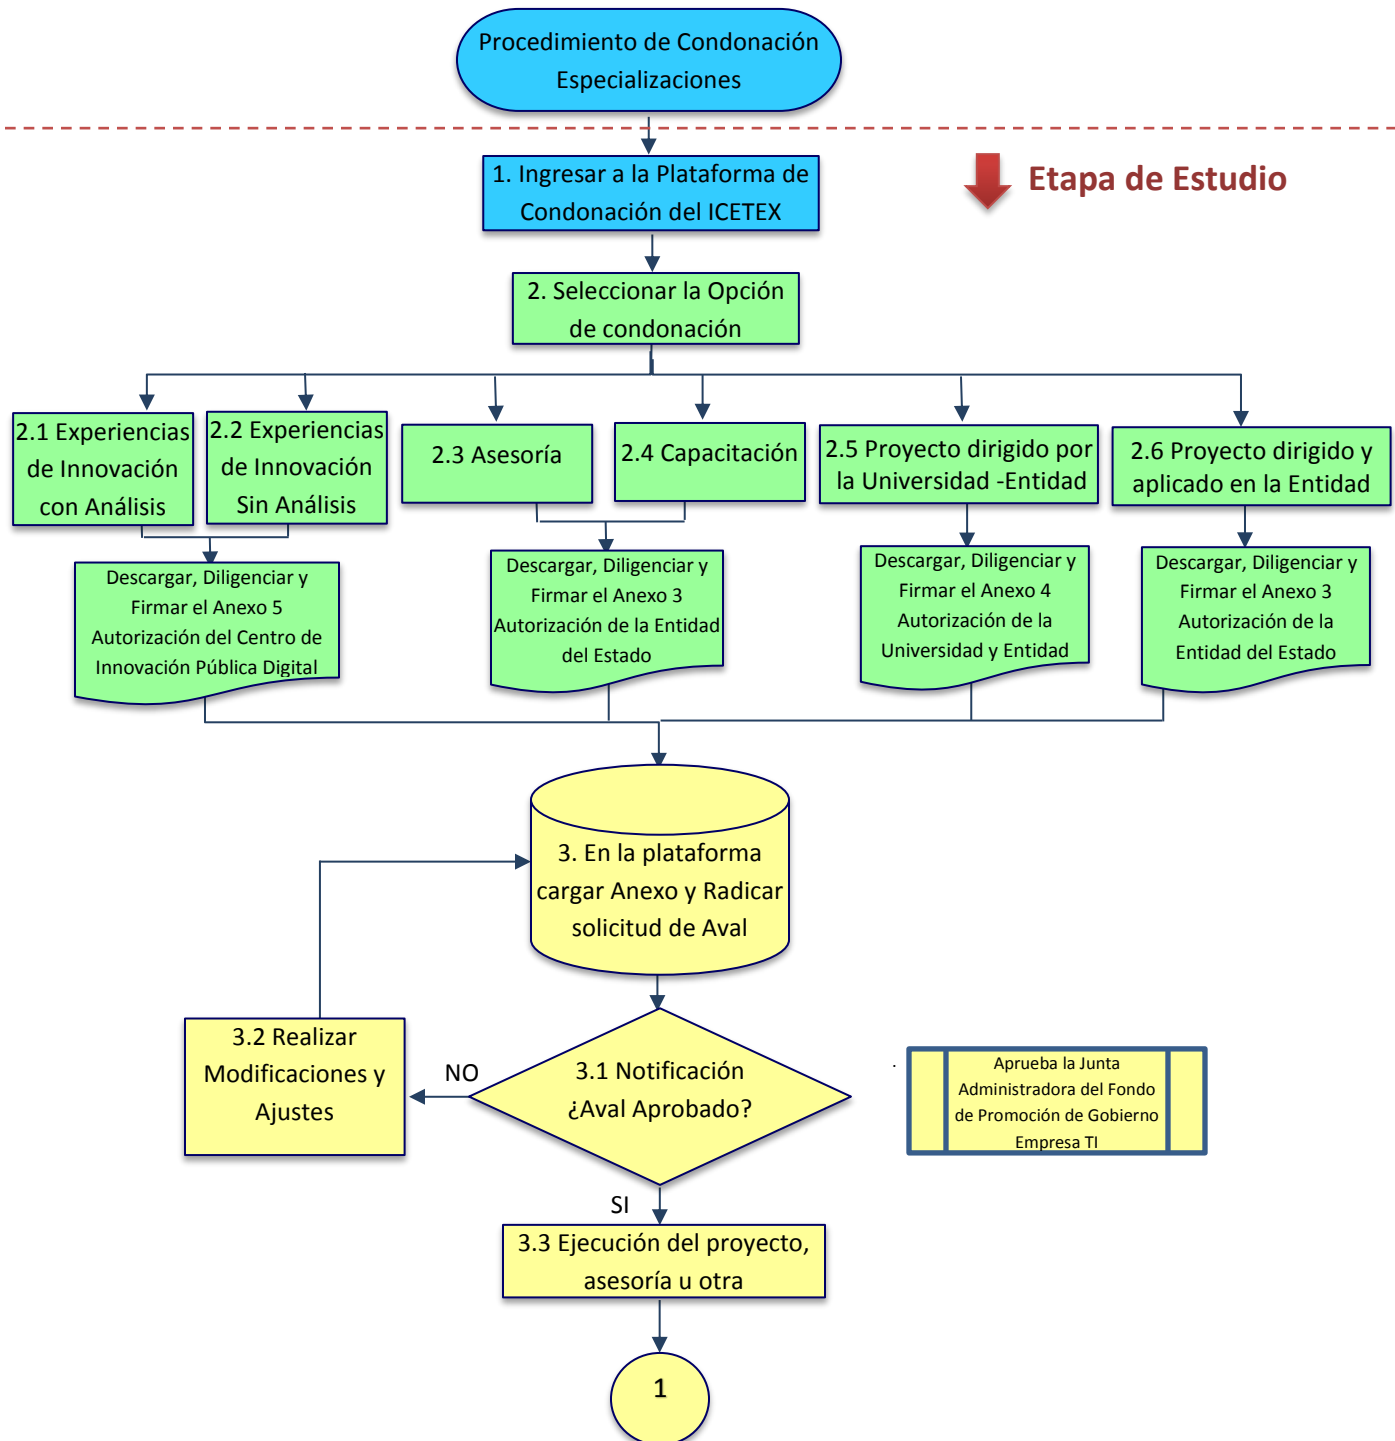 Procedimiento de Condonación
Especializaciones
1. Ingresar a la Plataforma de
Condonación del ICETEX
Etapa de Estudio
2. Seleccionar la Opción
de condonación
2.1 Experiencias
de Innovación
con Análisis
2.2 Experiencias
de Innovación
Sin Análisis
2.3 Asesoría
2.4 Capacitación
2.5 Proyecto dirigido por
la Universidad -Entidad
2.6 Proyecto dirigido y
aplicado en la Entidad
Descargar, Diligenciar y
Firmar el Anexo 5
Autorización del Centro de
Innovación Pública Digital
Descargar, Diligenciar y
Firmar el Anexo 3
Autorización de la Entidad
del Estado
Descargar, Diligenciar y
Firmar el Anexo 4
Autorización de la
Universidad y Entidad
Descargar, Diligenciar y
Firmar el Anexo 3
Autorización de la
Entidad del Estado
3. En la plataforma
cargar Anexo y Radicar
solicitud de Aval
3.2 Realizar
Modificaciones y
Ajustes
NO
3.1 Notificación
¿Aval Aprobado?
.
Aprueba la Junta
Administradora del Fondo
de Promoción de Gobierno
Empresa TI
SI
3.3 Ejecución del proyecto,
asesoría u otra
1